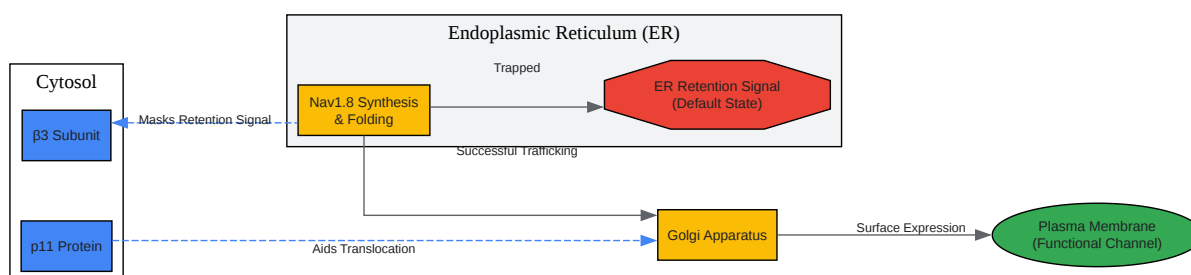 Endoplasmic Reticulum (ER)
Trapped
Cytosol
ER Retention Signal
(Default State)
Nav1.8 Synthesis
& Folding
Masks Retention Signal
β3 Subunit
Successful Trafficking
Surface Expression
Plasma Membrane
(Functional Channel)
Golgi Apparatus
p11 Protein
Aids Translocation